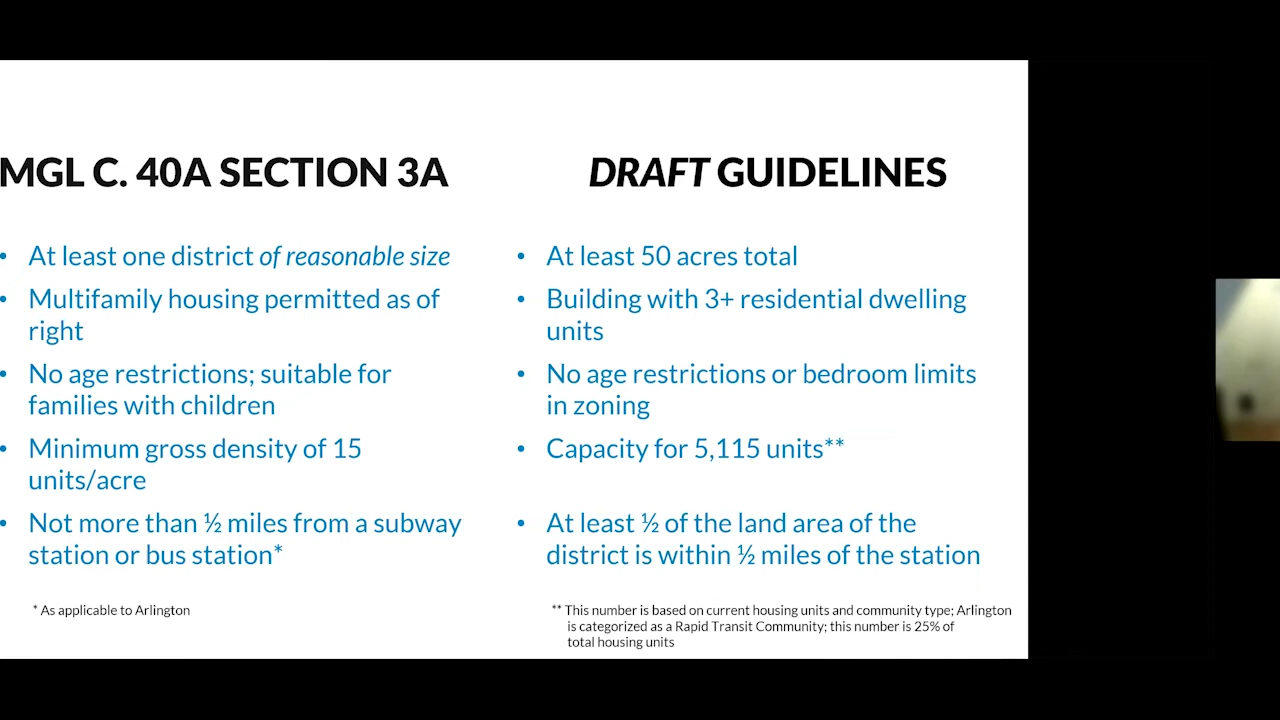 MGL C. 40A SECTION 3A
• At least one district of reasonable size
• Multifamily housing permitted as of
right
• No age restrictions; suitable for
families with children
• Minimum gross density of 15
units/acre
• Not more than ½ miles from a subway
station or bus station*
* As applicable to Arlington
DRAFT GUIDELINES
• At least 50 acres total
• Building with 3+ residential dwelling
units
• No age restrictions or bedroom limits
in zoning
• Capacity for 5,115 units**
• At least ½ of the land area of the
district is within ½ miles of the station
** This number is based on current housing units and community type; Arlington
is categorized as a Rapid Transit Community; this number is 25% of
total housing units